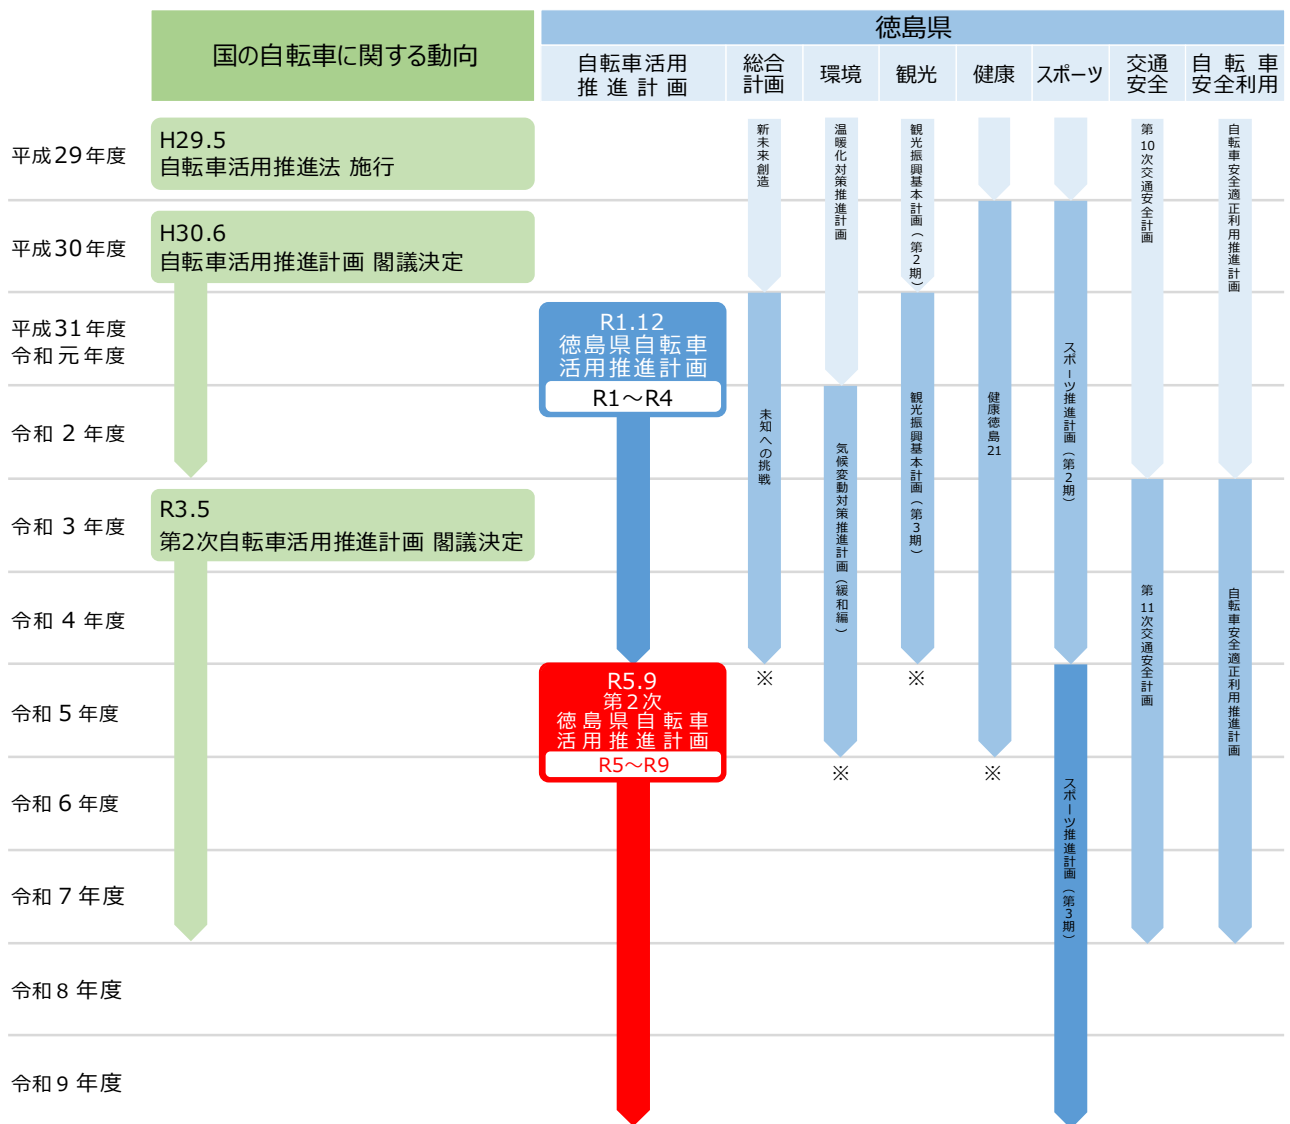 国の自転車に関する動向
徳島県
自転車活用
推進計画
総合
計画
環境
観光
健康
スポーツ
交通
安全
自転車
安全利用
平成29年度
H29.5
自転車活用推進法 施行
新未来創造
温暖化対策推進計画
観光振興基本計画（第2期）
第10次交通安全計画
自転車安全適正利用推進計画
平成30年度
H30.6
自転車活用推進計画 閣議決定
平成31年度
令和元年度
R1.12
徳島県自転車
活用推進計画
R1～R4
未知への挑戦
気候変動対策推進計画（緩和編）
観光振興基本計画（第3期）
健康徳島21
スポーツ推進計画（第2期）
令和2年度
令和3年度
R3.5
第2次自転車活用推進計画 閣議決定
令和4年度
第11次交通安全計画
自転車安全適正利用推進計画
令和5年度
R5.9
第2次
徳島県自転車
活用推進計画
R5～R9
※
※
※
※
令和6年度
スポーツ推進計画（第3期）
令和7年度
令和8年度
令和9年度